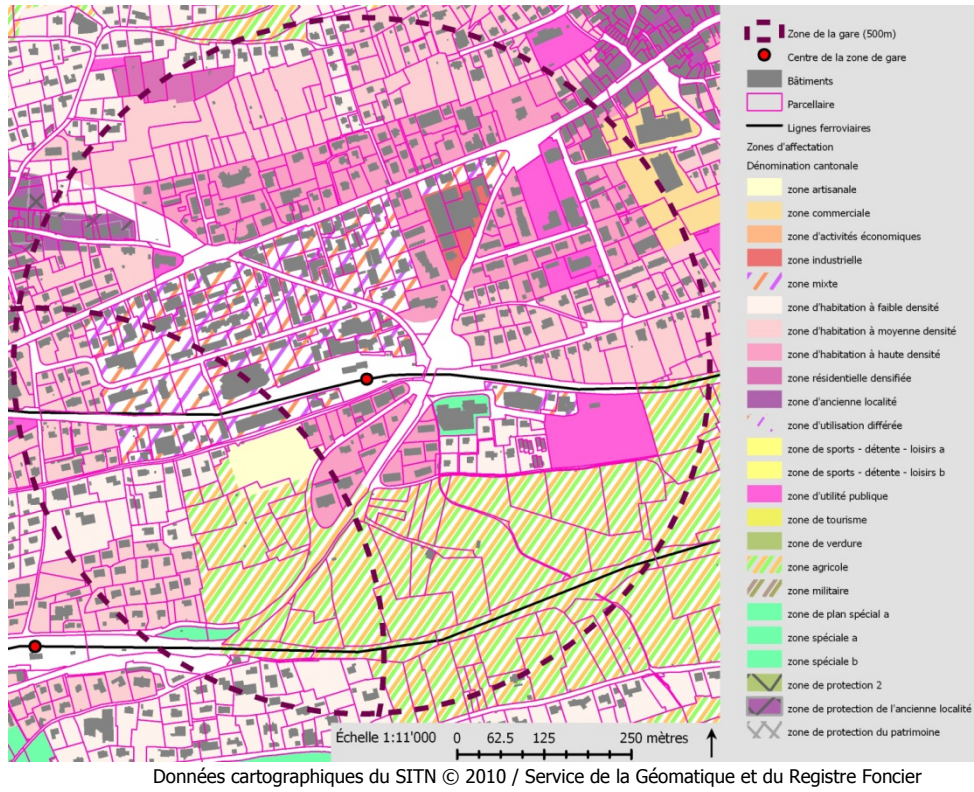 Zone de la gare (500m)
Centre de la zone de gare
Bâtiments
Parcellaire
Lignes ferroviaires
Zones d'affectation
Dénomination cantonale
zone artisanale
zone commerciale
zone d'activités économiques
zone industrielle
zone mixte
zone d'habitation à faible densité
zone d'habitation à moyenne densité
zone d'habitation à haute densité
zone résidentielle densifiée
zone d'ancienne localité
zone d'utilisation différée
zone de sports - détente - loisirs a
zone de sports - détente - loisirs b
zone d'utilité publique
zone de tourisme
zone de verdure
zone agricole
zone militaire
zone de plan spécial a
zone spéciale a
zone spéciale b
zone de protection 2
zone de protection de l'ancienne localité
zone de protection du patrimoine
Échelle 1:11'000 0 62.5 125 250 mètres
Données cartographiques du SITN © 2010 / Service de la Géomatique et du Registre Foncier